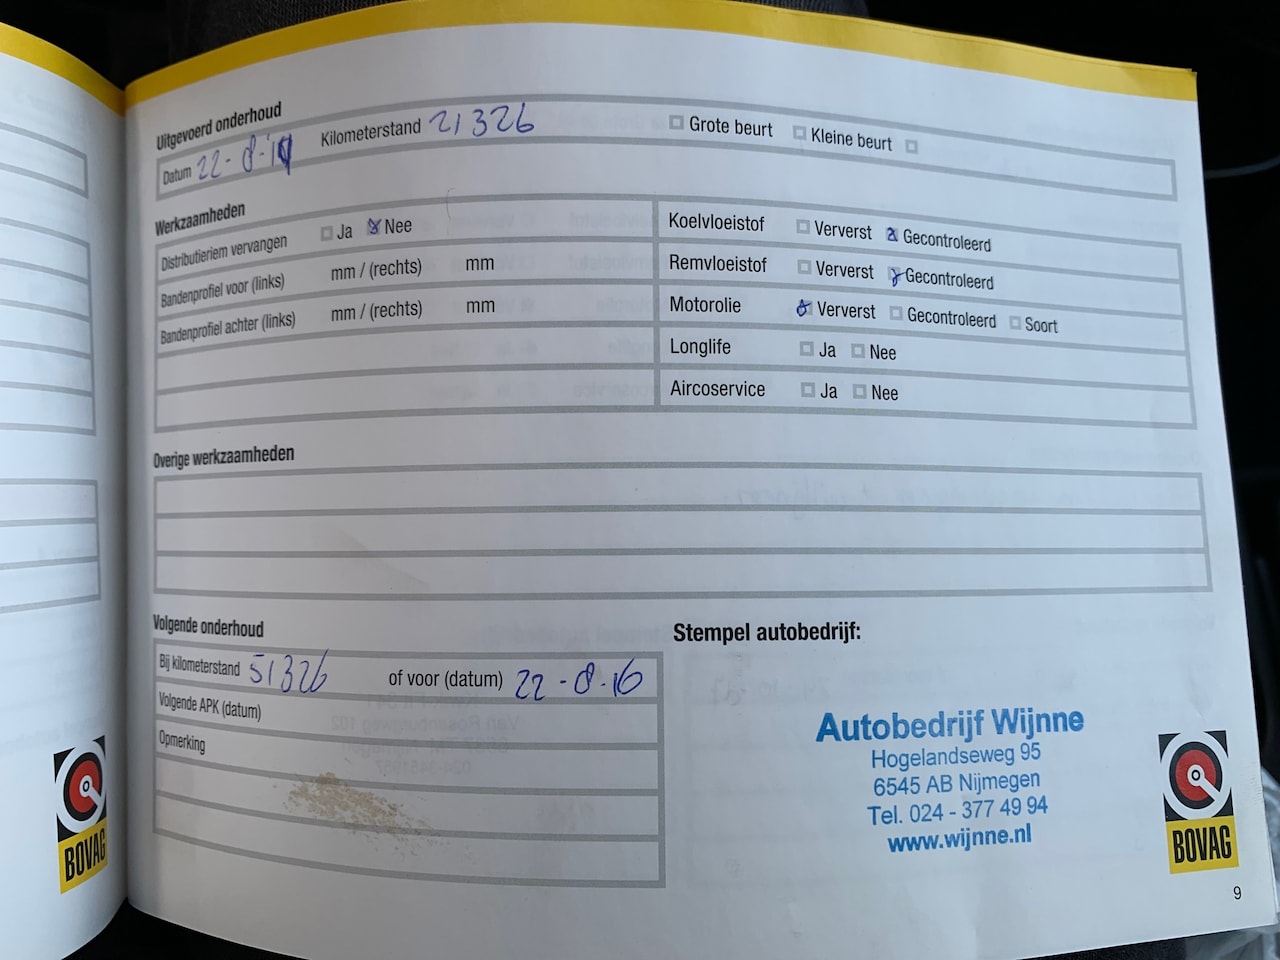 Uitgevoerd onderhoud
Datum 22-8-14 Kilometerstand 21326 Grote beurt Kleine beurt
Werkzaamheden
Distributieriem vervangen Ja Nee
Bandenprofiel voor (links) mm / (rechts) mm
Bandenprofiel achter (links) mm / (rechts) mm
Koelvloeistof Ververst Gecontroleerd
Remvloeistof Ververst Gecontroleerd
Motorolie Ververst Gecontroleerd Soort
Longlife Ja Nee
Aircoservice Ja Nee
Overige werkzaamheden
Volgende onderhoud
Bij kilometerstand 51326 of voor (datum) 22-8-16
Volgende APK (datum)
Opmerking
Stempel autobedrijf:
Autobedrijf Wijnne
Hogelandseweg 95
6545 AB Nijmegen
Tel. 024 - 377 49 94
www.wijnne.nl
BOVAG
BOVAG
9